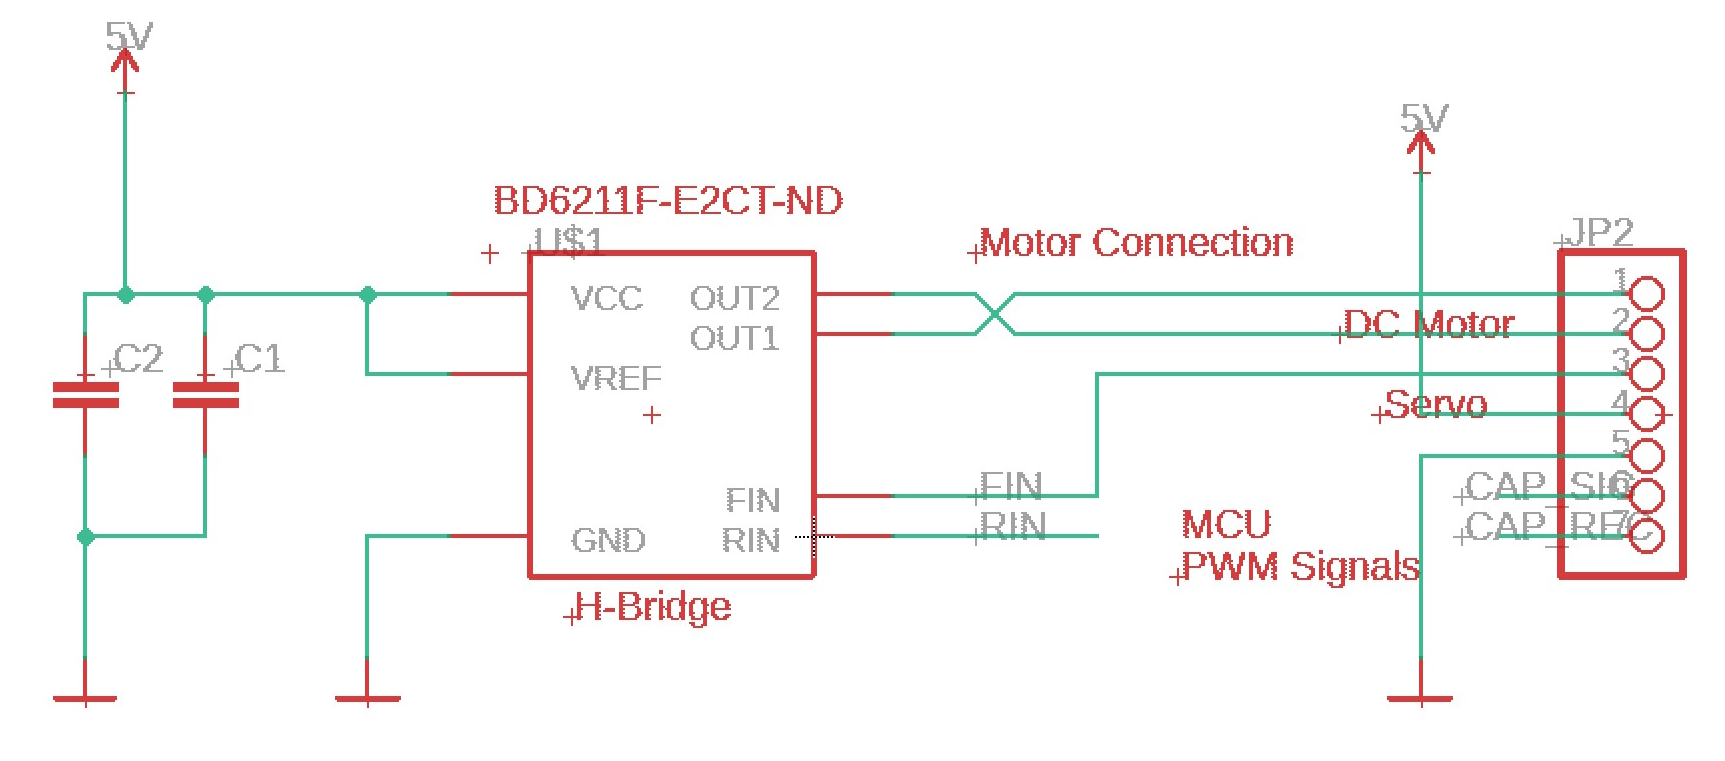 5V
5V
BD6211F-E2CT-ND
U$1
Motor Connection
JP2
VCC
OUT2
1
OUT1
DC Motor
2
C2
C1
VREF
3
Servo
4
5
FIN
FIN
CAP_SIG
6
GND
RIN
RIN
MCU
CAP_REC
7
PWM Signals
H-Bridge